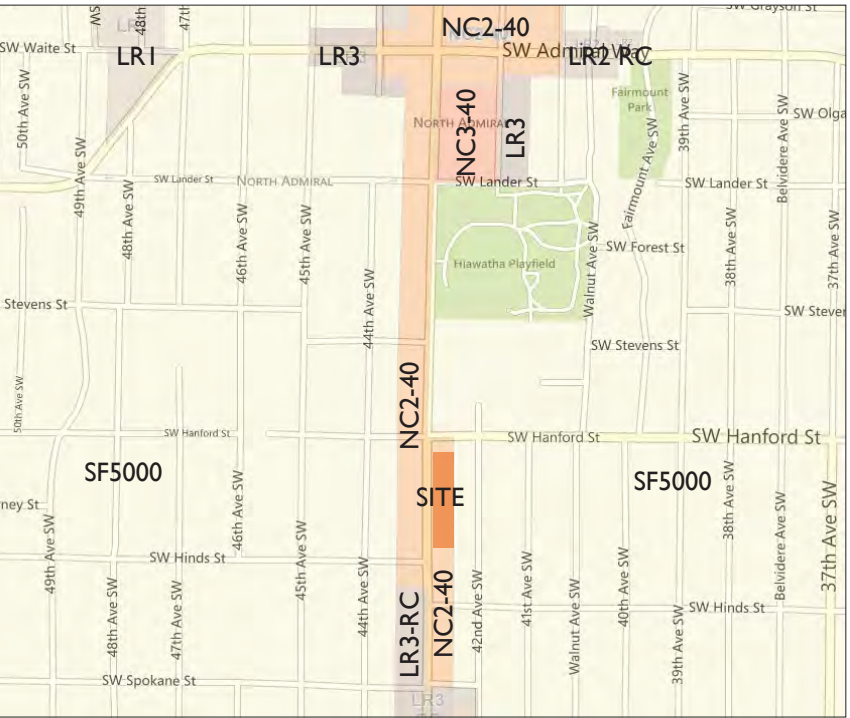 SW Grayson St
SW
48th
47th
NC2-40
SW Waite St
LR1
LR3
SW Admiral Way
LR2-RC
50th Ave SW
49th Ave SW
48th Ave SW
NORTH ADMIRAL
NC3-40
LR3
Fairmount
Park
39th Ave SW
Belvidere Ave SW
SW Olga
Fairmount Ave SW
SW Lander St
NORTH ADMIRAL
SW Lander St
SW Lander St
46th Ave SW
45th Ave SW
44th Ave SW
Hiawatha Playfield
Walnut Ave SW
SW Forest St
38th Ave SW
37th Ave SW
Stevens St
SW Steven
SW Stevens St
50th Ave SW
NC2-40
SW Hanford St
SW Hanford St
SW Hanford St
SF5000
SITE
SF5000
46th Ave SW
38th Ave SW
37th Ave SW
ney St
49th Ave SW
SW Hinds St
45th Ave SW
44th Ave SW
48th Ave SW
47th Ave SW
LR3-RC
NC2-40
42nd Ave SW
41st Ave SW
Walnut Ave SW
40th Ave SW
39th Ave SW
Belvidere Ave SW
SW Hinds St
SW Spokane St
LR3